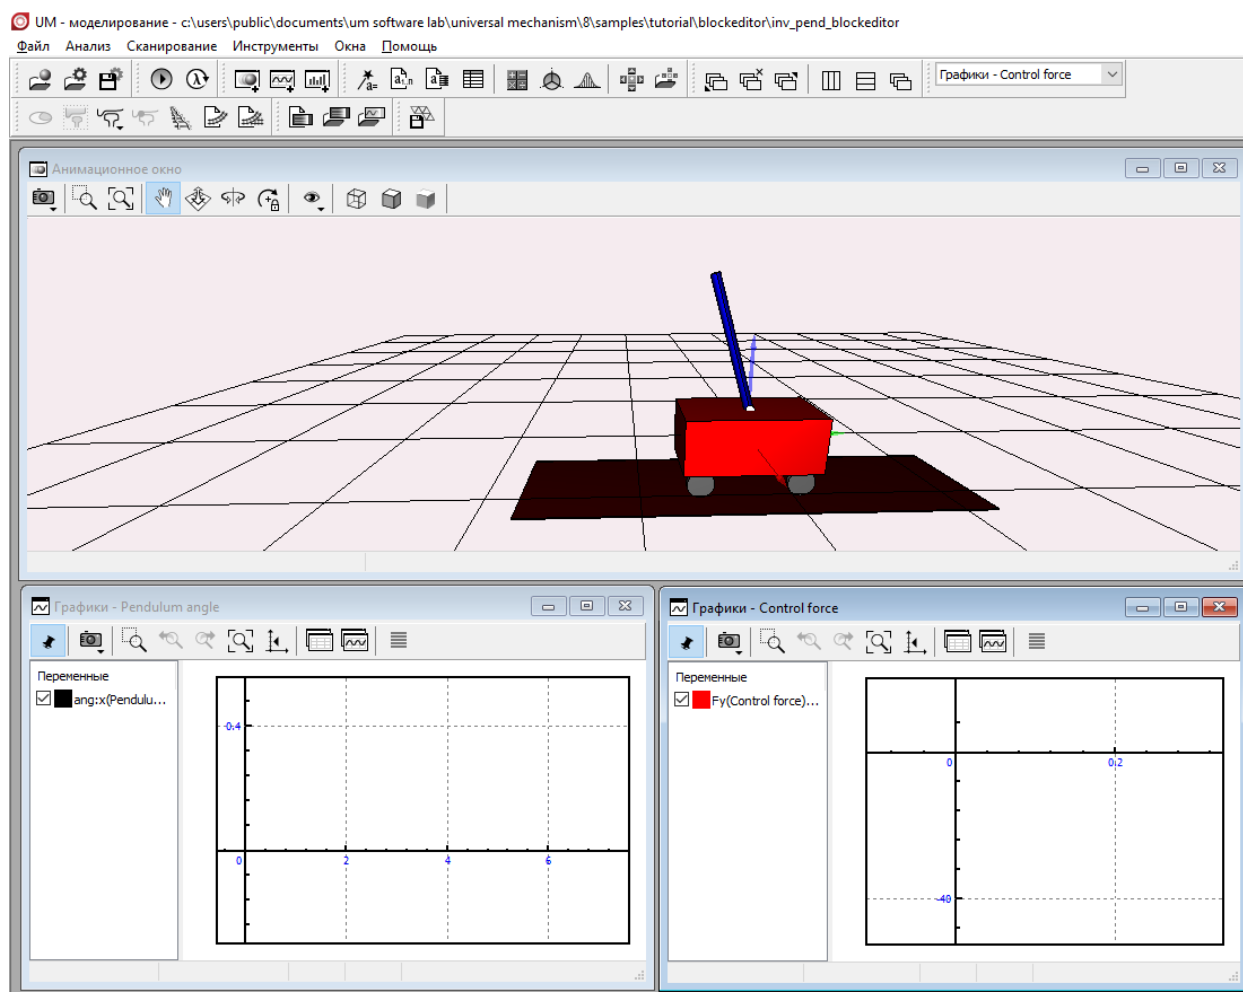 UM - моделирование - c:\users\public\documents\um software lab\universal mechanism\8\samples\tutorial\blockeditor\inv_pend_blockeditor
Файл Анализ Сканирование Инструменты Окна Помощь
Графики - Control force
Анимационное окно
Графики - Pendulum angle
Переменные
ang:x(Pendulu...
0.4
0 2 4 6
Графики - Control force
Переменные
Fy(Control force)...
0 0.2
-40